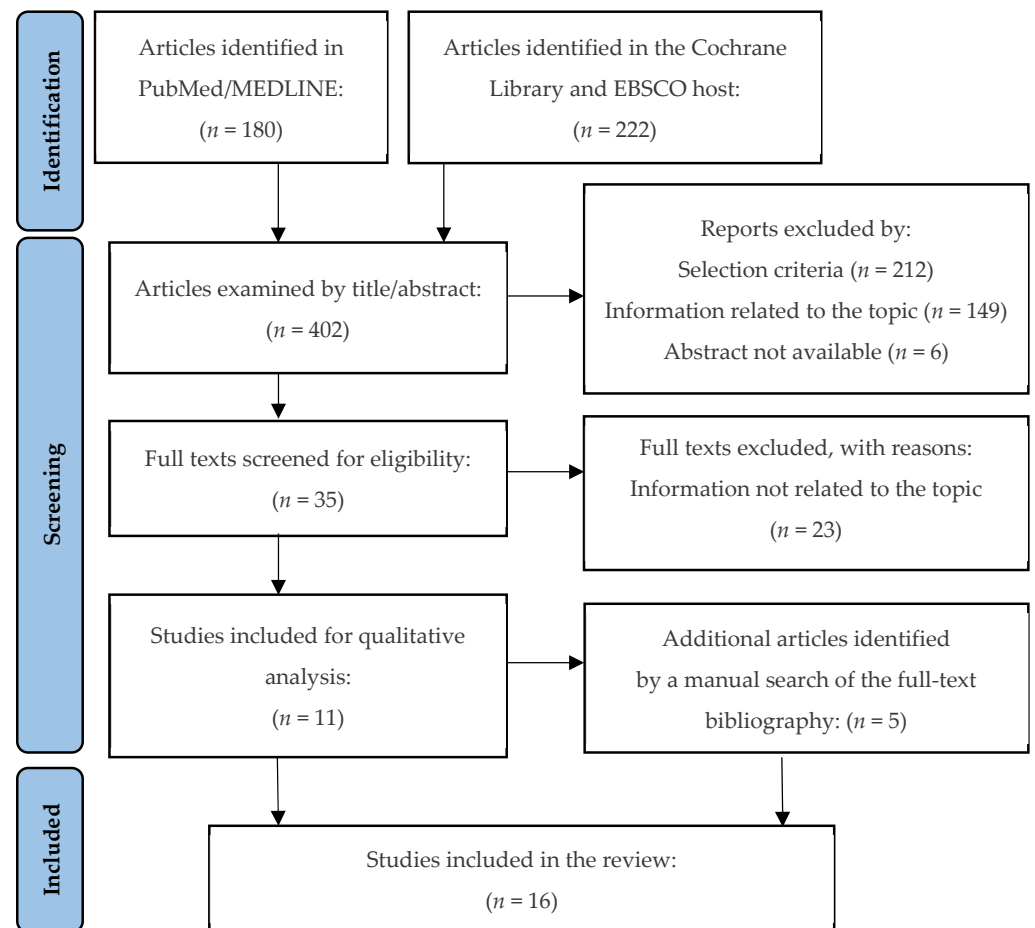 Identification
Articles identified in
PubMed/MEDLINE:
(n = 180)
Articles identified in the Cochrane
Library and EBSCO host:
(n = 222)
Screening
Articles examined by title/abstract:
(n = 402)
Reports excluded by:
Selection criteria (n = 212)
Information related to the topic (n = 149)
Abstract not available (n = 6)
Full texts screened for eligibility:
(n = 35)
Full texts excluded, with reasons:
Information not related to the topic
(n = 23)
Studies included for qualitative
analysis:
(n = 11)
Additional articles identified
by a manual search of the full-text
bibliography: (n = 5)
Included
Studies included in the review:
(n = 16)